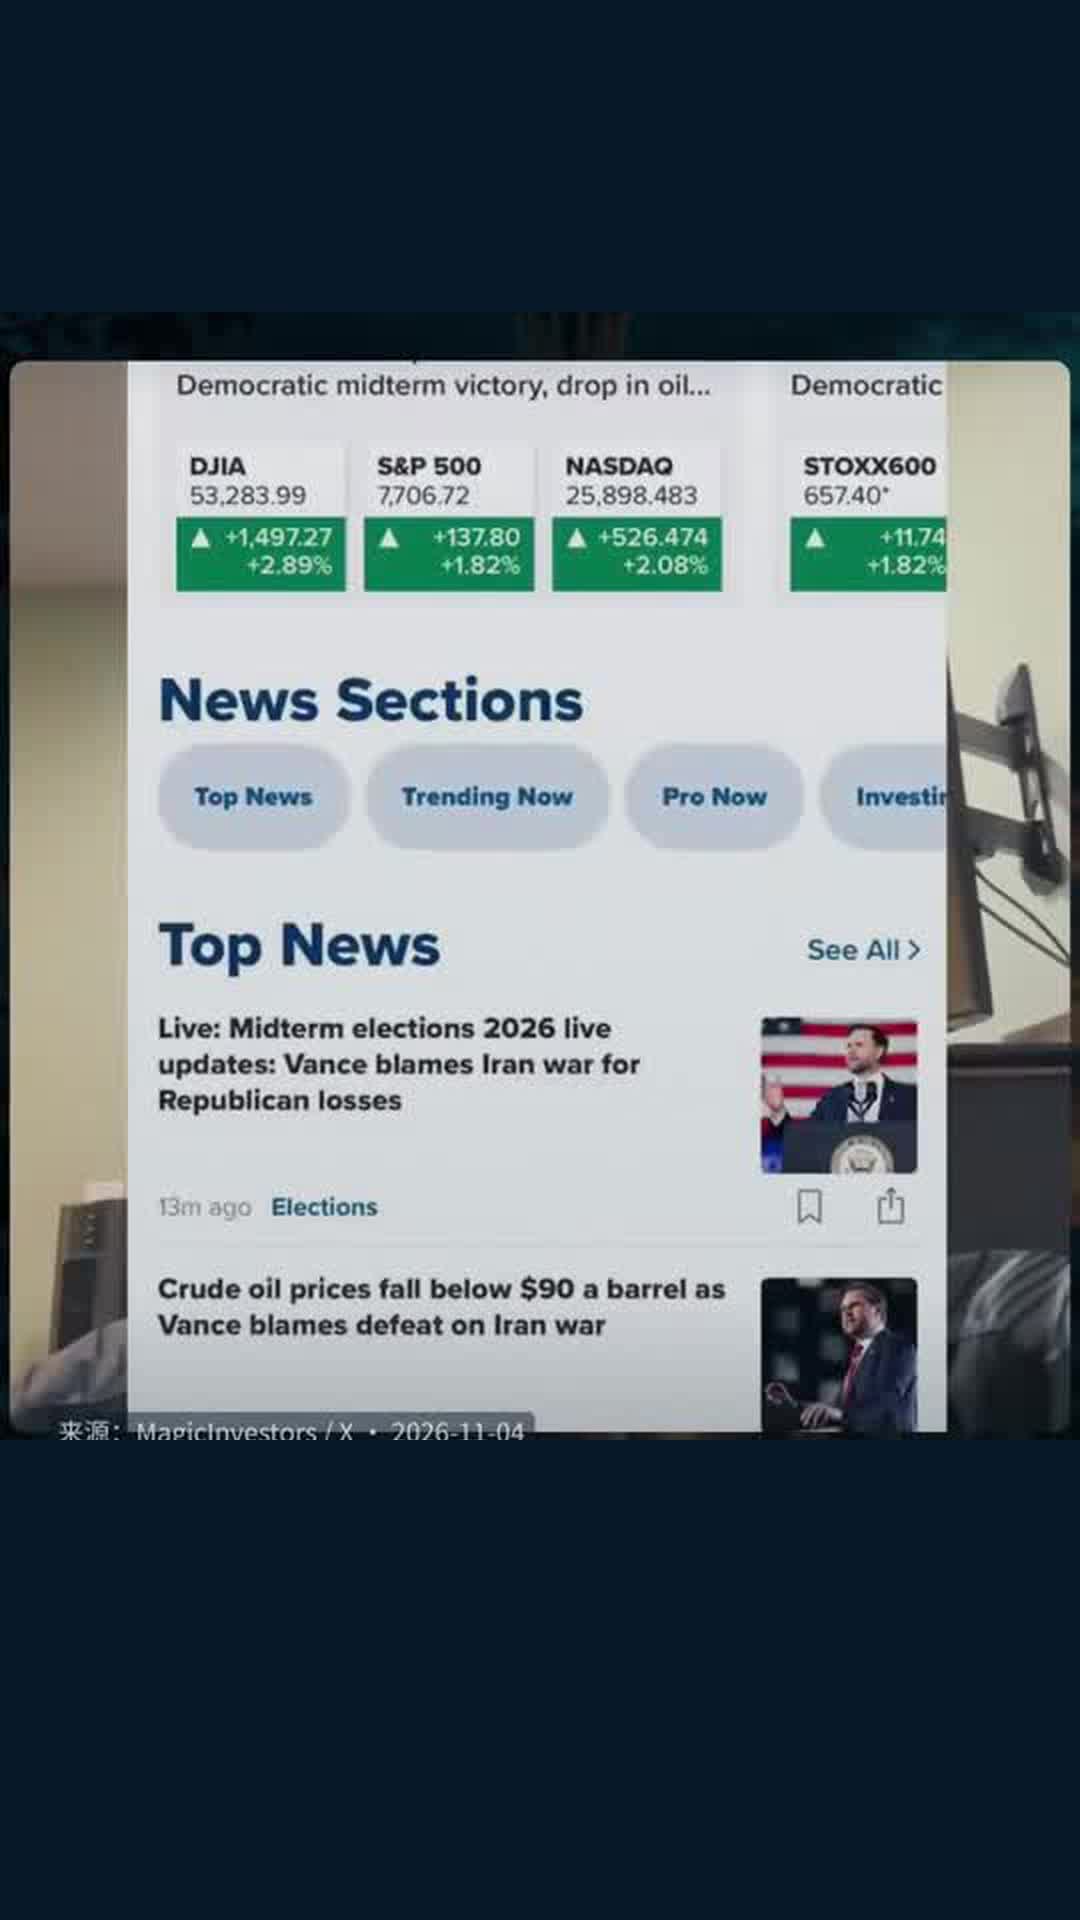 Democratic midterm victory, drop in oil...
Democratic
DJIA
53,283.99
▲ +1,497.27
+2.89%
S&P 500
7,706.72
▲ +137.80
+1.82%
NASDAQ
25,898.483
▲ +526.474
+2.08%
STOXX600
657.40*
▲ +11.74
+1.82%
News Sections
Top News
Trending Now
Pro Now
Investin
Top News
See All >
Live: Midterm elections 2026 live
updates: Vance blames Iran war for
Republican losses
13m ago Elections
Crude oil prices fall below $90 a barrel as
Vance blames defeat on Iran war
来源：MagicInvestors / X · 2026-11-04